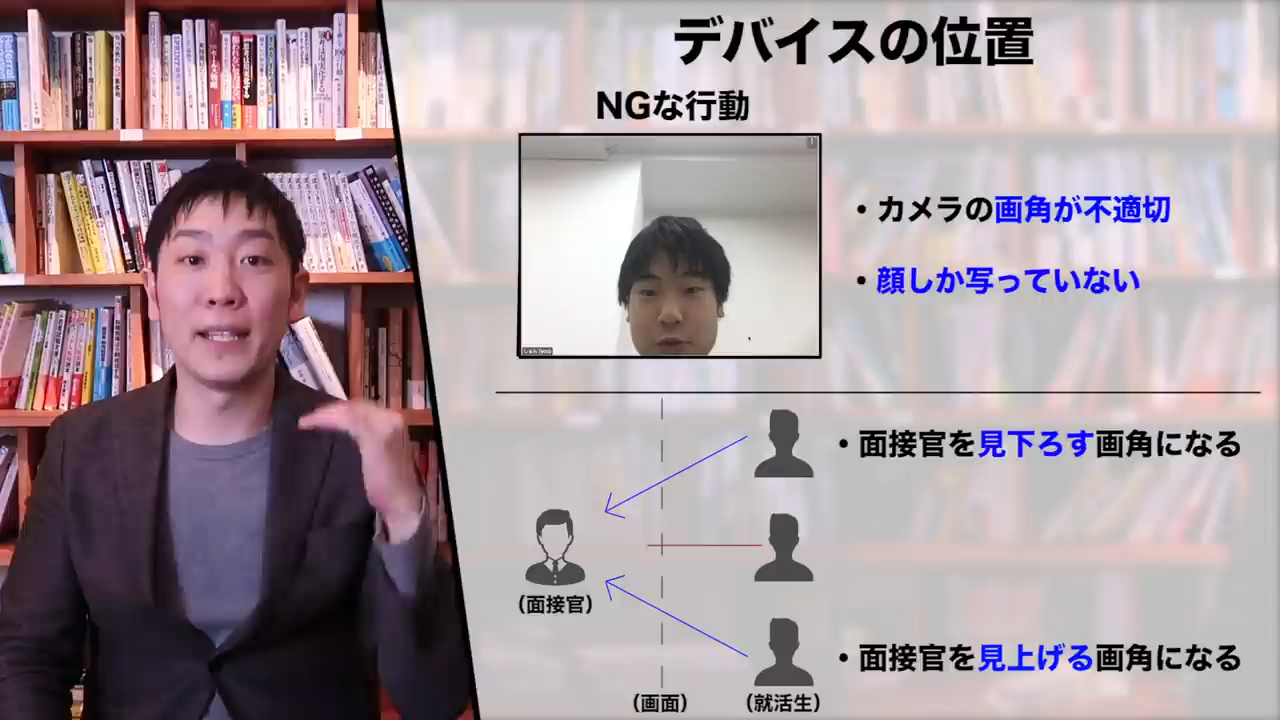 デバイスの位置
NGな行動
・カメラの画角が不適切
・顔しか写っていない
・面接官を見下ろす画角になる
(面接官)
・面接官を見上げる画角になる
(画面)
(就活生)